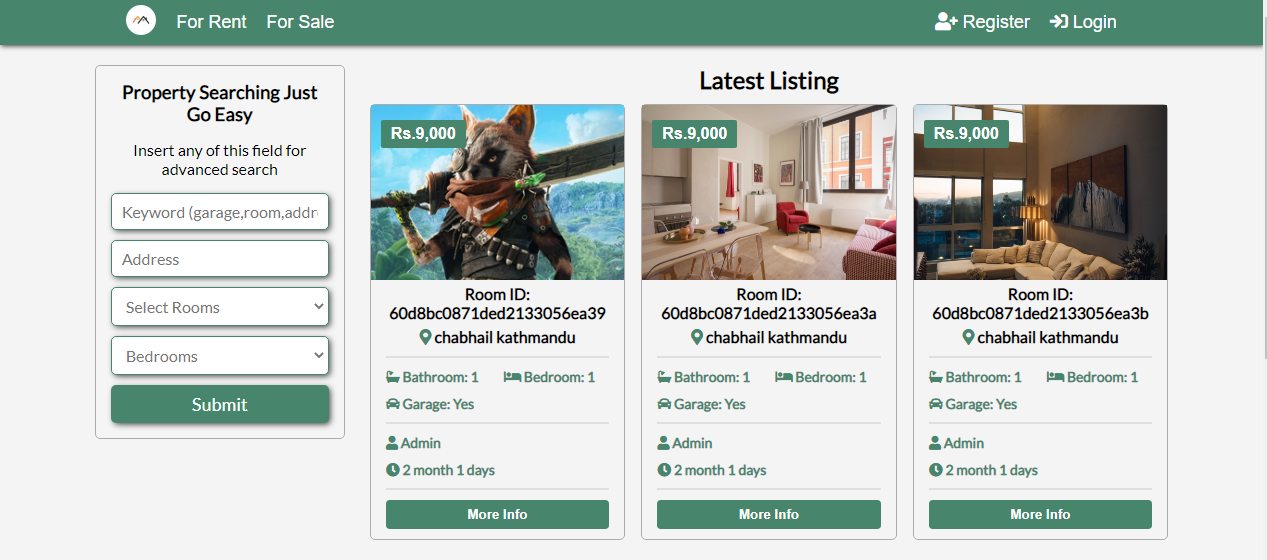 For Rent
For Sale
Register
Login
Property Searching Just
Go Easy
Insert any of this field for
advanced search
Keyword (garage,room,addr
Address
Select Rooms
Bedrooms
Submit
Latest Listing
Rs.9,000
Room ID:
60d8bc0871ded2133056ea39
chabhail kathmandu
Bathroom: 1
Bedroom: 1
Garage: Yes
Admin
2 month 1 days
More Info
Rs.9,000
Room ID:
60d8bc0871ded2133056ea3a
chabhail kathmandu
Bathroom: 1
Bedroom: 1
Garage: Yes
Admin
2 month 1 days
More Info
Rs.9,000
Room ID:
60d8bc0871ded2133056ea3b
chabhail kathmandu
Bathroom: 1
Bedroom: 1
Garage: Yes
Admin
2 month 1 days
More Info